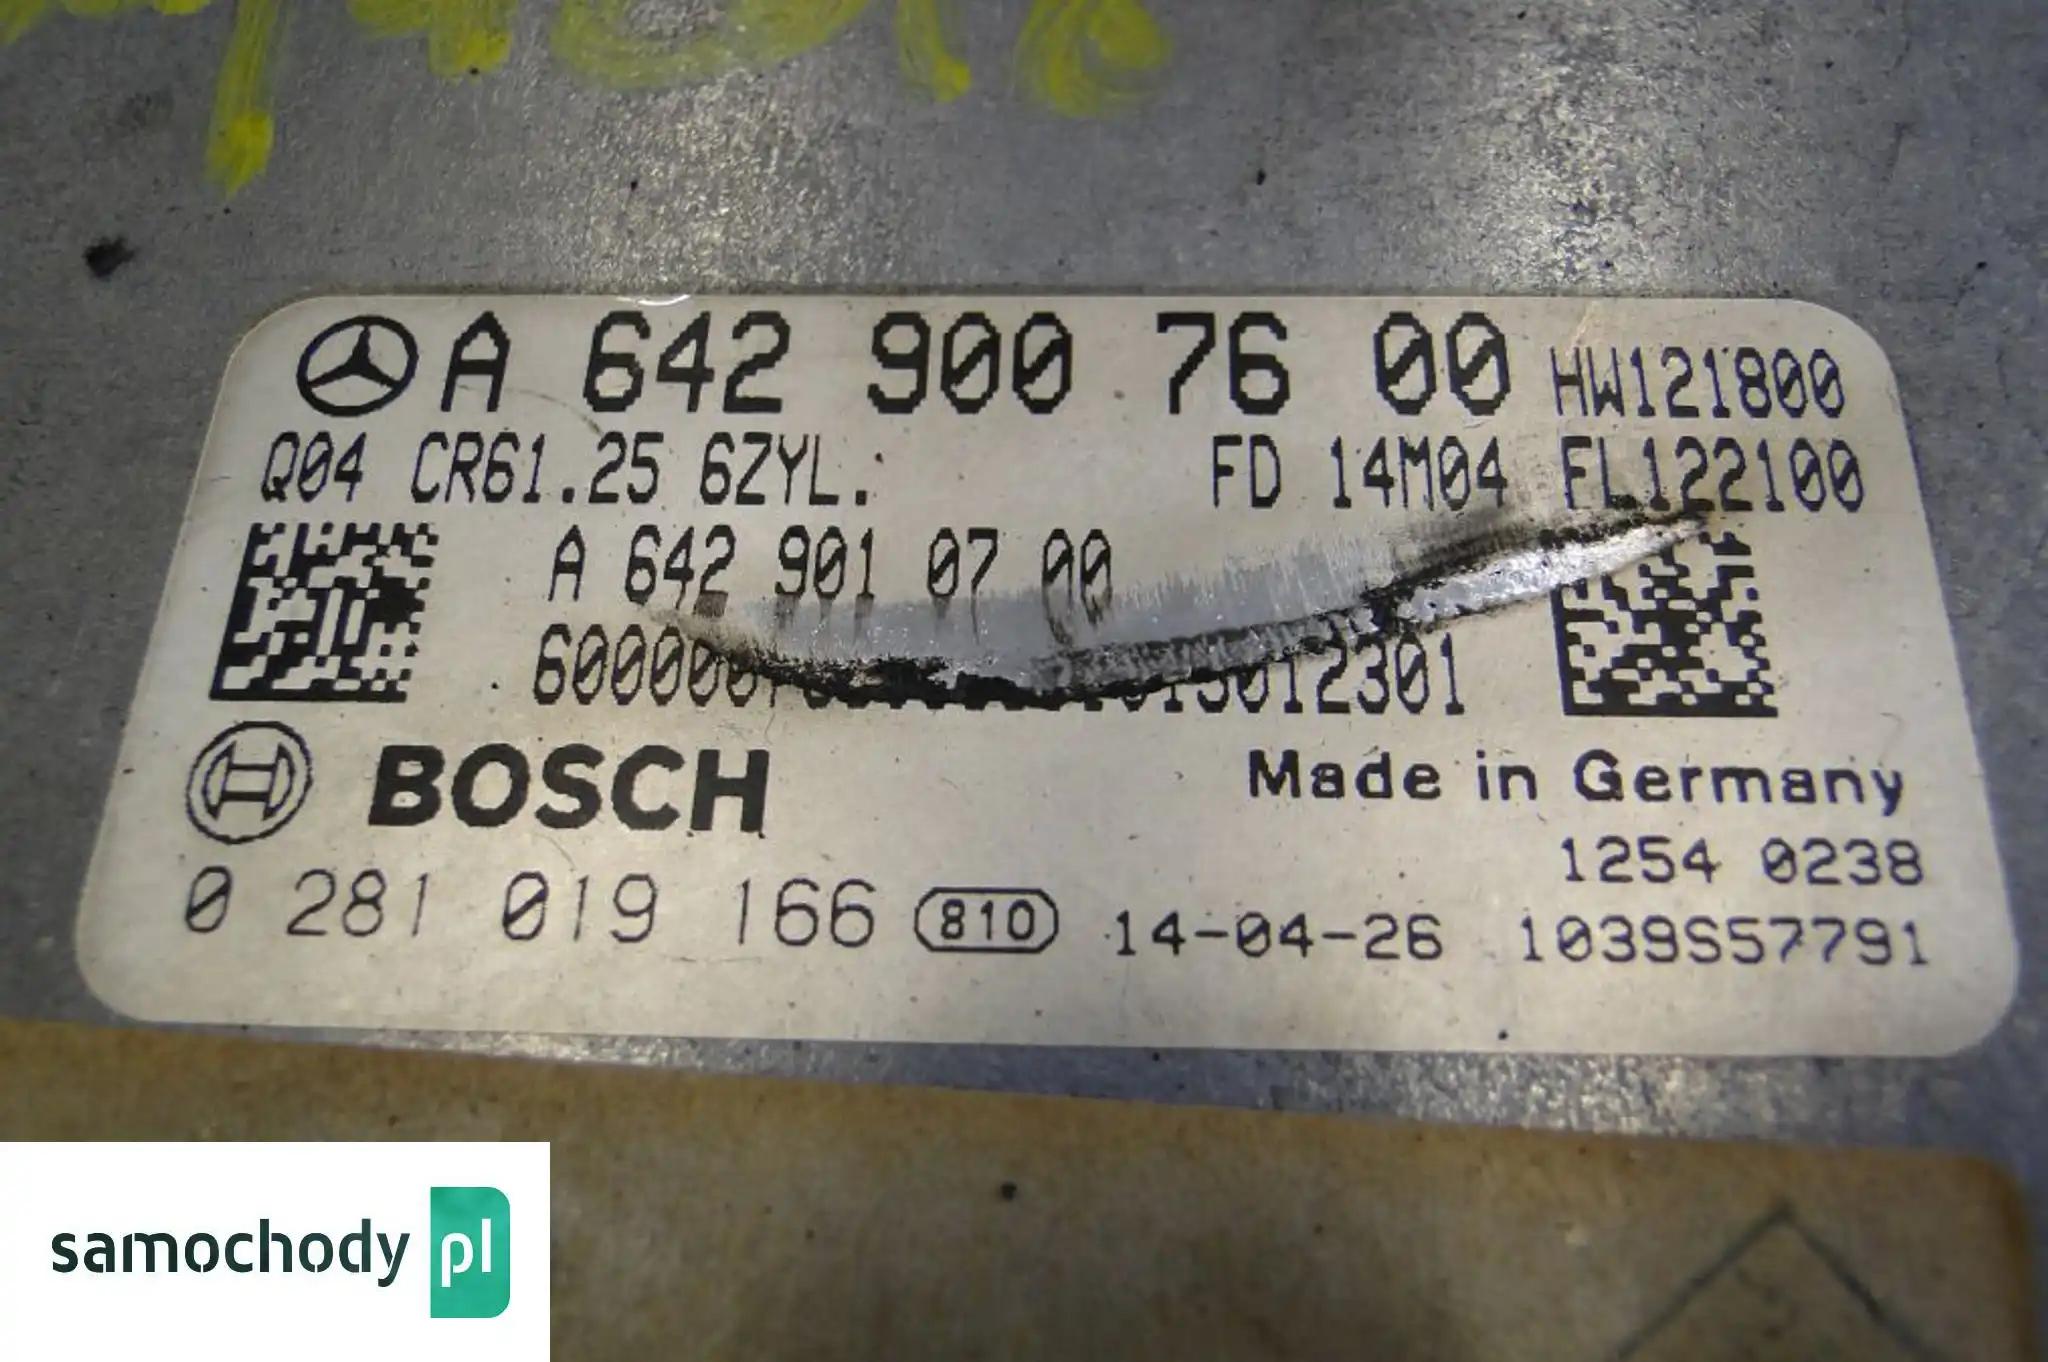 A 642 900 76 00 HW121800
Q04 CR61.25 6ZYL. FD 14M04 FL122100
A 642 901 07 00
BOSCH
Made in Germany
1254 0238
0 281 019 166 810 14-04-26 1039S57791
samochody pl